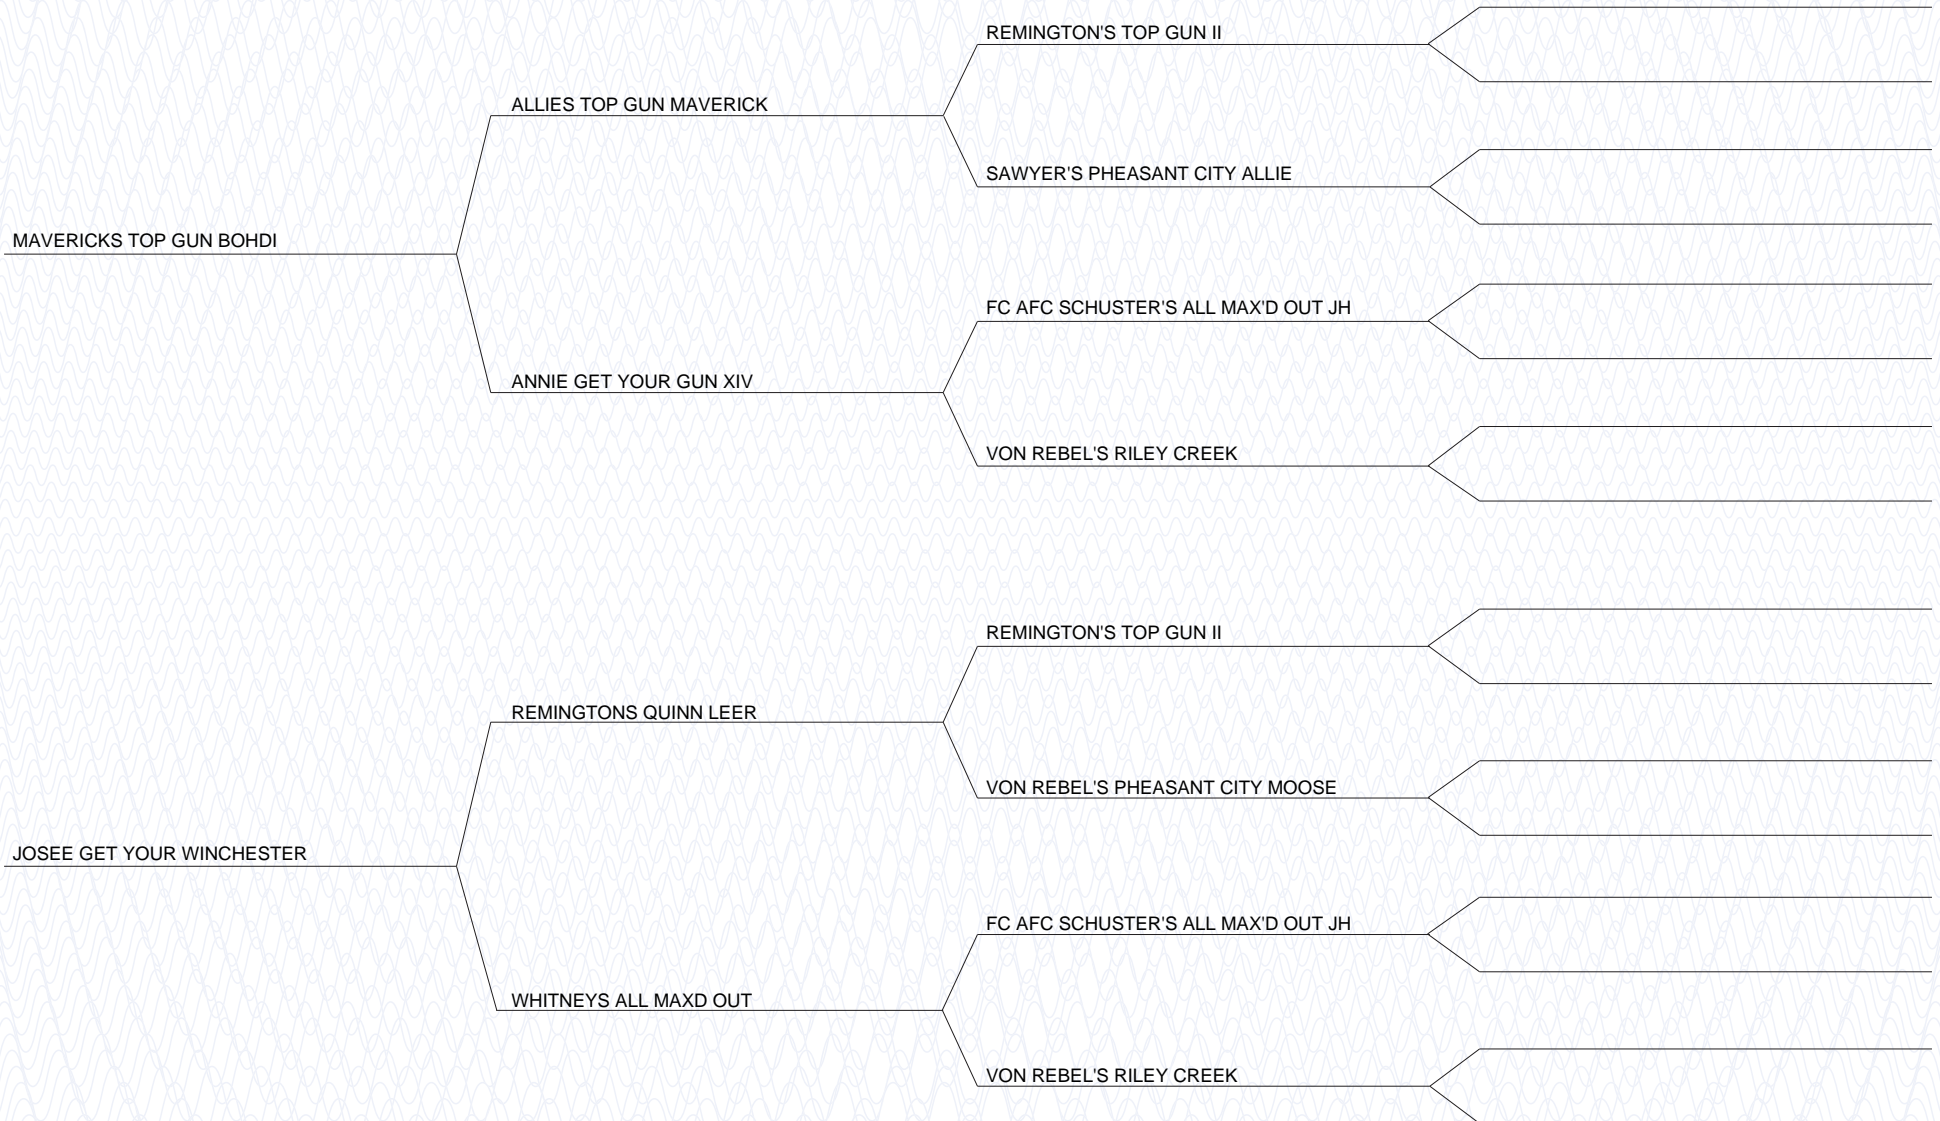 REMINGTON'S TOP GUN II
ALLIES TOP GUN MAVERICK
SAWYER'S PHEASANT CITY ALLIE
MAVERICKS TOP GUN BOHDI
FC AFC SCHUSTER'S ALL MAX'D OUT JH
ANNIE GET YOUR GUN XIV
VON REBEL'S RILEY CREEK
REMINGTON'S TOP GUN II
REMINGTONS QUINN LEER
VON REBEL'S PHEASANT CITY MOOSE
JOSEE GET YOUR WINCHESTER
FC AFC SCHUSTER'S ALL MAX'D OUT JH
WHITNEYS ALL MAXD OUT
VON REBEL'S RILEY CREEK